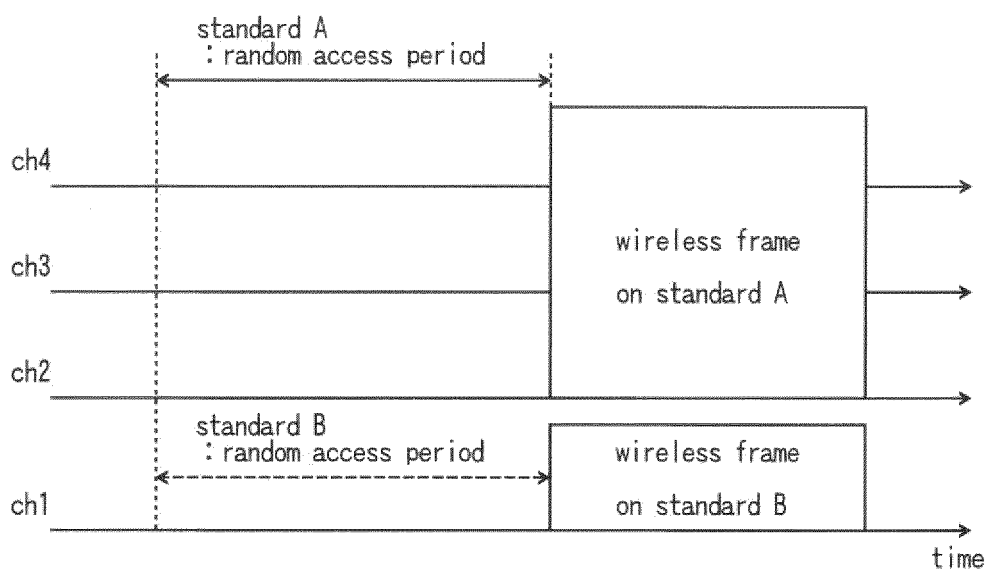 standard A
: random access period
ch4
wireless frame
ch3
on standard A
ch2
standard B
: random access period
wireless frame
ch1
on standard B
time